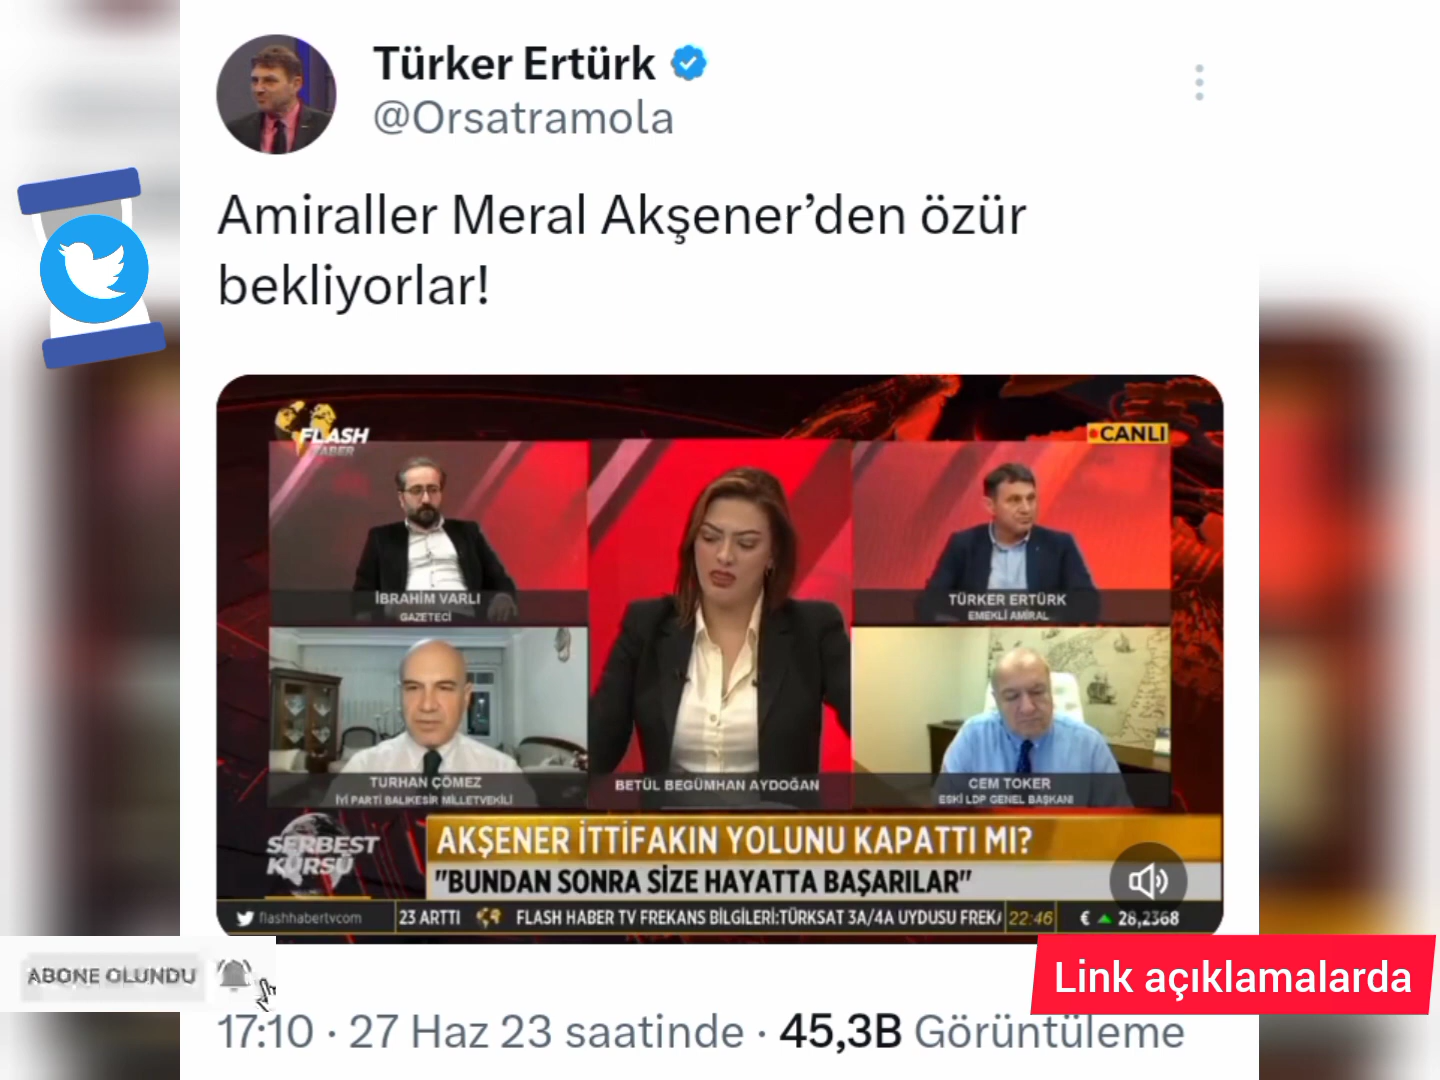 Türker Ertürk
@Orsatramola
Amiraller Meral Akşener’den özür
bekliyorlar!
FLASH
HABER
CANLI
İBRAHİM VARLI
GAZETECİ
TÜRKER ERTÜRK
EMEKLİ AMİRAL
TURHAN ÇÖMEZ
İYİ PARTİ BALIKESİR MİLLETVEKİLİ
BETÜL BEGÜMHAN AYDOĞAN
CEM TOKER
ESKİ LDP GENEL BAŞKANI
SERBEST
KÜRSÜ
AKŞENER İTTİFAKIN YOLUNU KAPATTI MI?
"BUNDAN SONRA SİZE HAYATTA BAŞARILAR"
flashhabertvcom
23 ARTTI
FLASH HABER TV FREKANS BİLGİLERİ:TÜRKSAT 3A/4A UYDUSU FREKA
22:46
€ 28,2368
ABONE OLUNDU
Link açıklamalarda
17:10 · 27 Haz 23 saatinde · 45,3B Görüntüleme